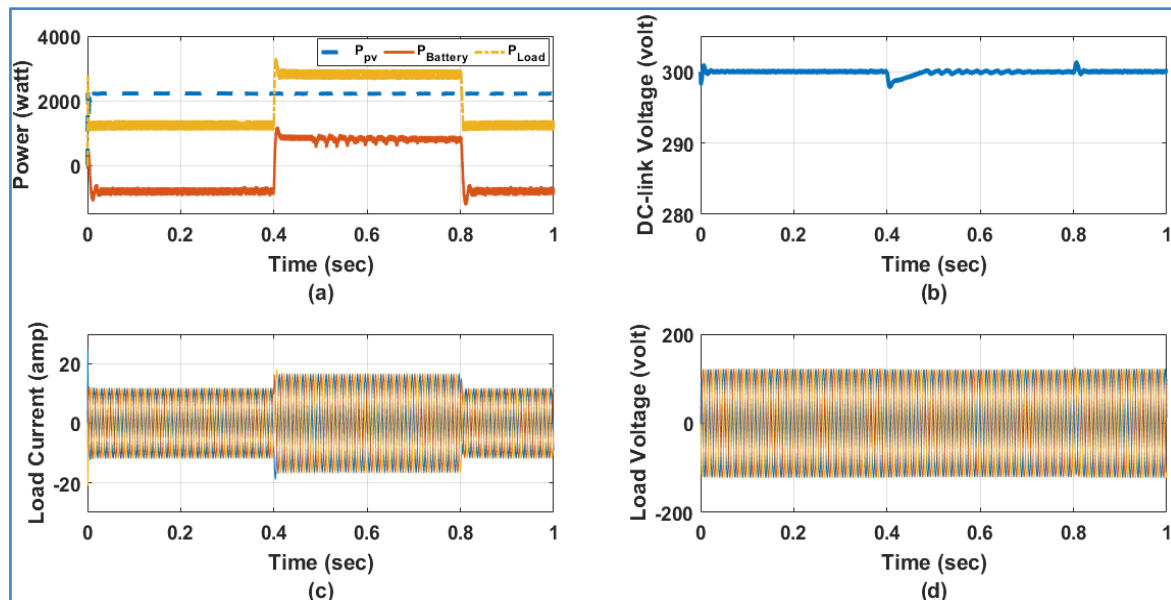 4000
2000
0
Power (watt)
P_pv P_Battery P_Load
0 0.2 0.4 0.6 0.8 1
Time (sec)
(a)
300
290
280
DC-link Voltage (volt)
0 0.2 0.4 0.6 0.8 1
Time (sec)
(b)
20
0
-20
Load Current (amp)
0 0.2 0.4 0.6 0.8 1
Time (sec)
(c)
200
0
-200
Load Voltage (volt)
0 0.2 0.4 0.6 0.8 1
Time (sec)
(d)